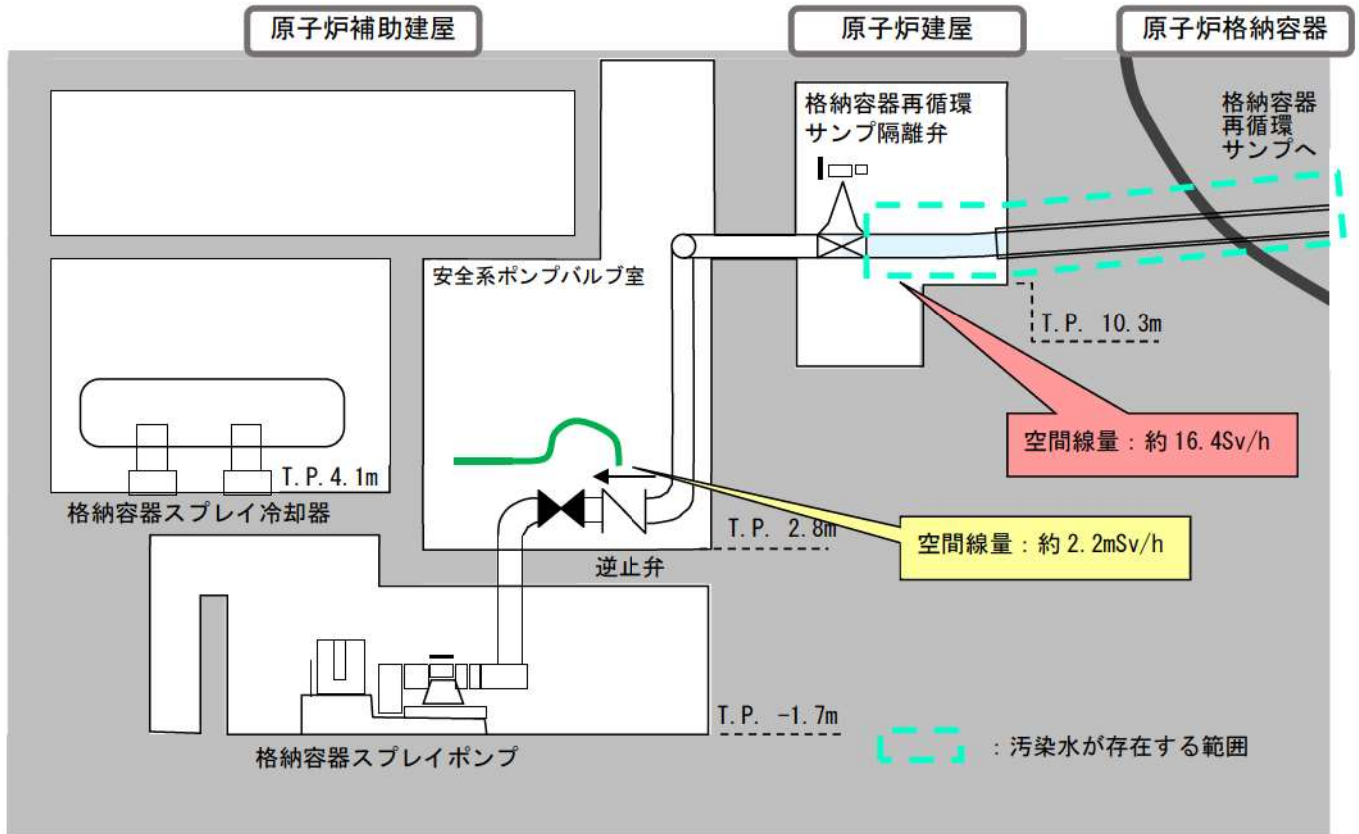 原子炉補助建屋
原子炉建屋
原子炉格納容器
格納容器再循環
サンプ隔離弁
格納容器
再循環
サンプへ
安全系ポンプバルブ室
T.P. 10.3m
空間線量：約16.4Sv/h
T.P.4.1m
格納容器スプレイ冷却器
T.P. 2.8m
空間線量：約2.2mSv/h
逆止弁
T.P. -1.7m
格納容器スプレイポンプ
：汚染水が存在する範囲